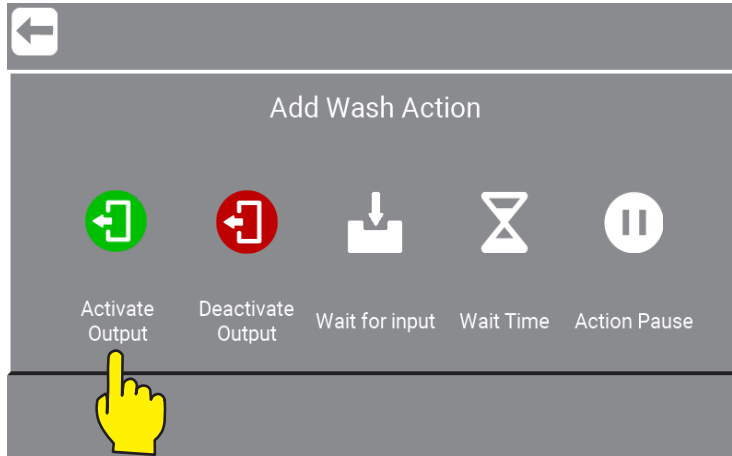 Add Wash Action
Activate
Output
Deactivate
Output
Wait for input
Wait Time
Action Pause